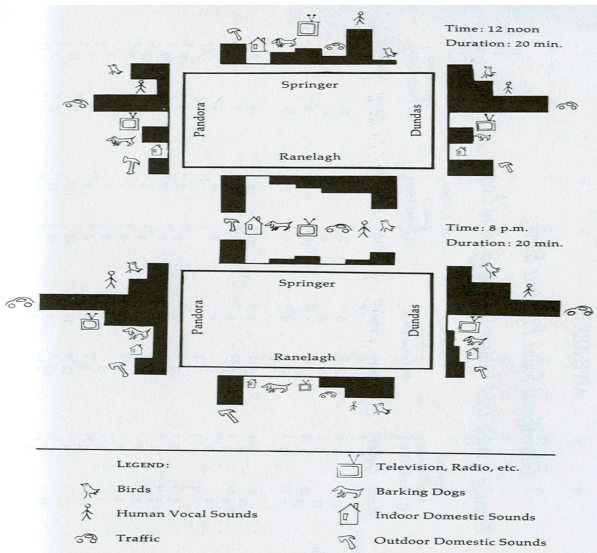 Time: 12 noon
Duration: 20 min.
Springer
Pandora
Dundas
Ranelagh
Time: 8 p.m.
Duration: 20 min.
Springer
Pandora
Dundas
Ranelagh
LEGEND:
Television, Radio, etc.
Birds
Barking Dogs
Human Vocal Sounds
Indoor Domestic Sounds
Traffic
Outdoor Domestic Sounds